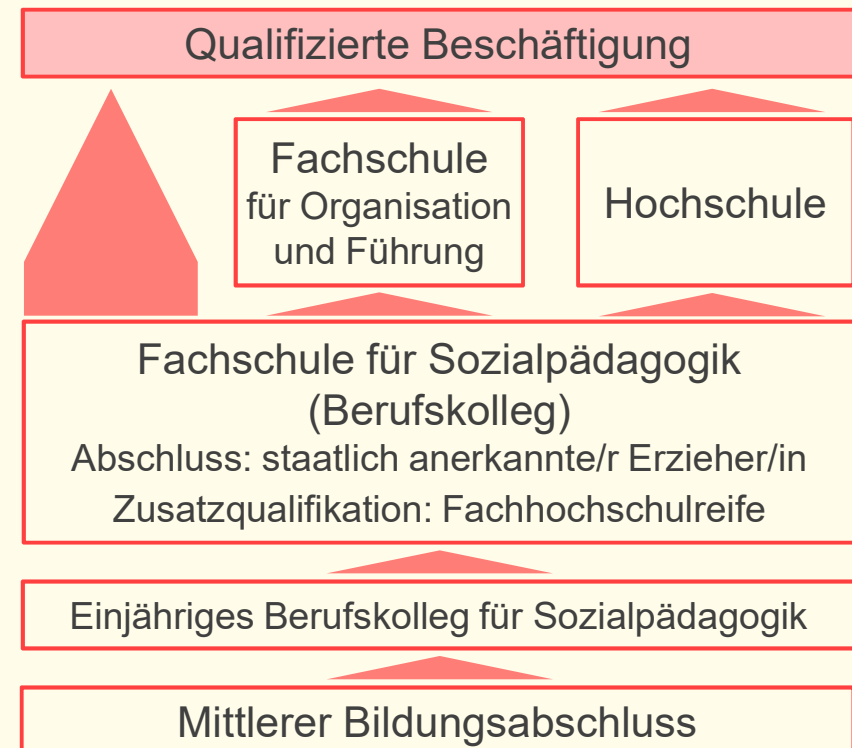 Qualifizierte Beschäftigung
Fachschule
für Organisation
und Führung
Hochschule
Fachschule für Sozialpädagogik
(Berufskolleg)
Abschluss: staatlich anerkannte/r Erzieher/in
Zusatzqualifikation: Fachhochschulreife
Einjähriges Berufskolleg für Sozialpädagogik
Mittlerer Bildungsabschluss